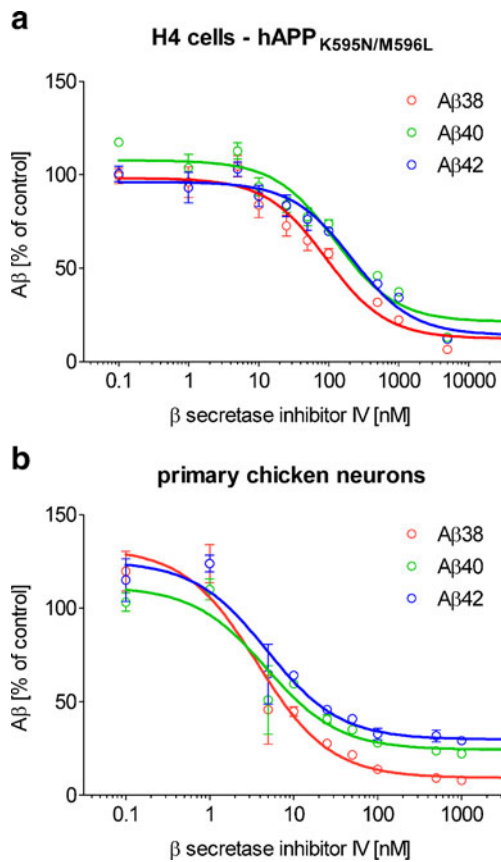 a
H4 cells - hAPP K595N/M596L
150
100
50
0
Aβ [% of control]
Aβ38
Aβ40
Aβ42
0.1 1 10 100 1000 10000
β secretase inhibitor IV [nM]
b
primary chicken neurons
150
100
50
0
Aβ [% of control]
Aβ38
Aβ40
Aβ42
0.1 1 10 100 1000
β secretase inhibitor IV [nM]